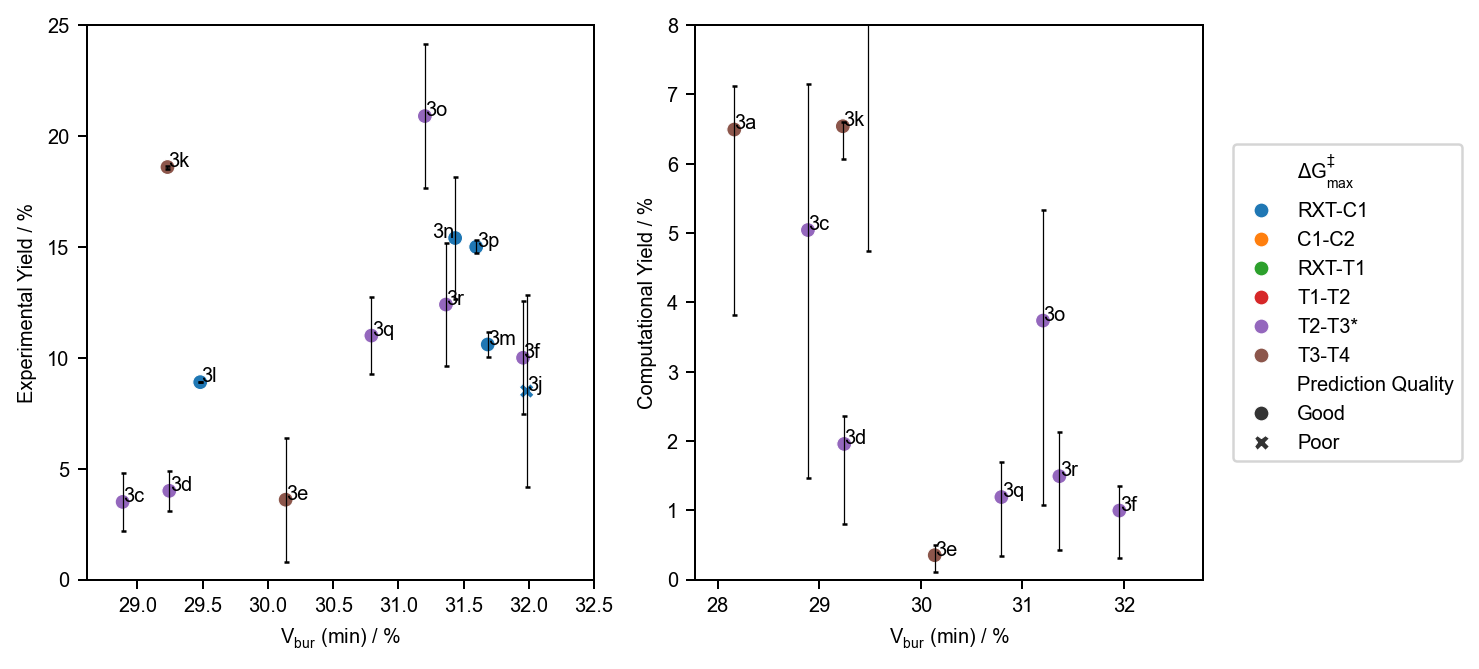 25
20
15
10
5
0
Experimental Yield / %
3k
3o
3n
3p
3r
3q
3m
3f
3j
3l
3d
3c
3e
29.0 29.5 30.0 30.5 31.0 31.5 32.0 32.5
V_bur (min) / %
8
7
6
5
4
3
2
1
0
Computational Yield / %
3a
3k
3c
3o
3d
3r
3q
3f
3e
28 29 30 31 32
V_bur (min) / %
ΔG‡max
RXT-C1
C1-C2
RXT-T1
T1-T2
T2-T3*
T3-T4
Prediction Quality
Good
Poor